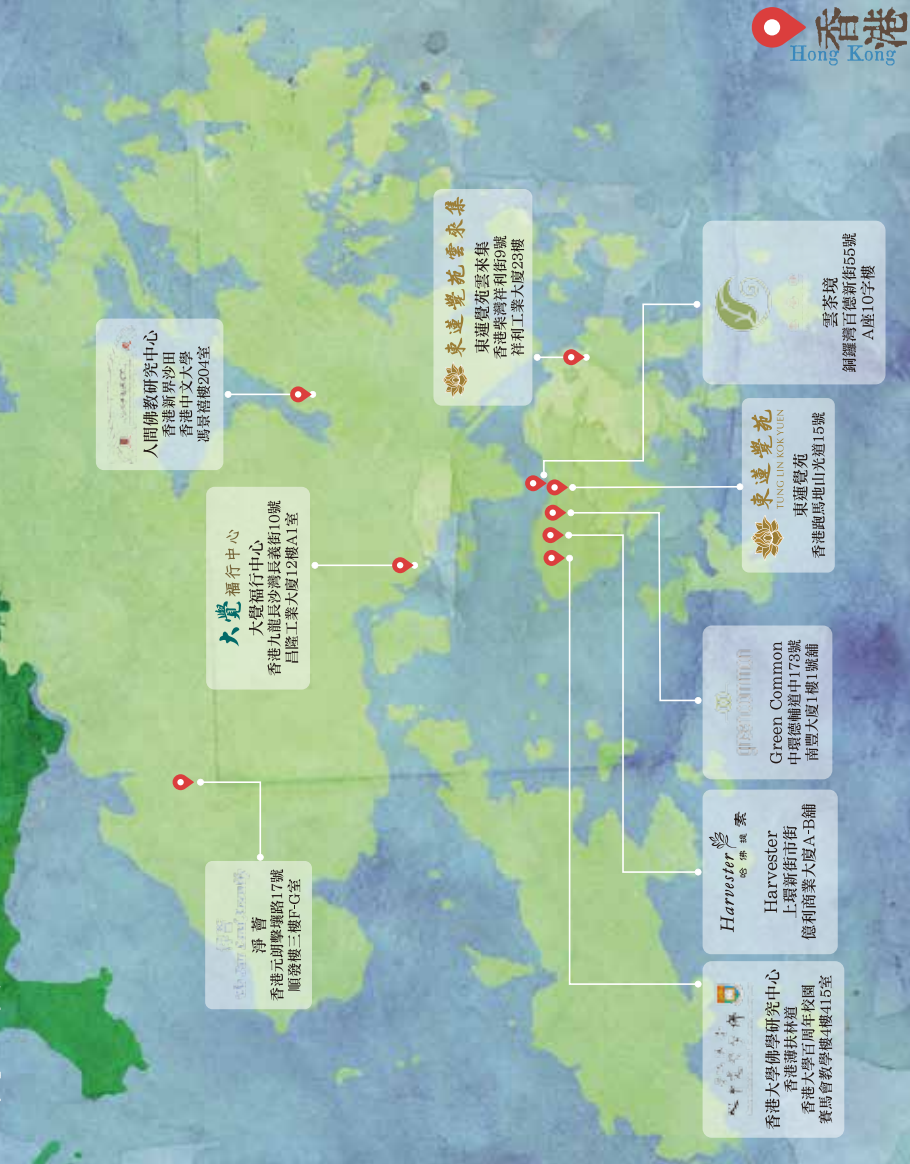 香港
Hong Kong
人間佛教研究中心
香港新界沙田
香港中文大學
馮景禧樓204室
東蓮覺苑雲來集
東蓮覺苑雲來集
香港柴灣祥利街9號
祥利工業大廈23樓
雲茶境
銅鑼灣百德新街55號
A座10字樓
大覺福行中心
大覺福行中心
香港九龍長沙灣長義街10號
昌隆工業大廈12樓A1室
東蓮覺苑
TUNG LIN KOK YUEN
東蓮覺苑
香港跑馬地山光道15號
Green Common
中環德輔道中173號
南豐大廈1樓1號舖
淨薈
香港元朗擊壤路17號
順發樓三樓F-G室
Harvester
哈佛提索
Harvester
上環新街市街
億利商業大廈A-B舖
香港大學佛學研究中心
香港薄扶林道
香港大學百周年校園
賽馬會教學樓4樓415室